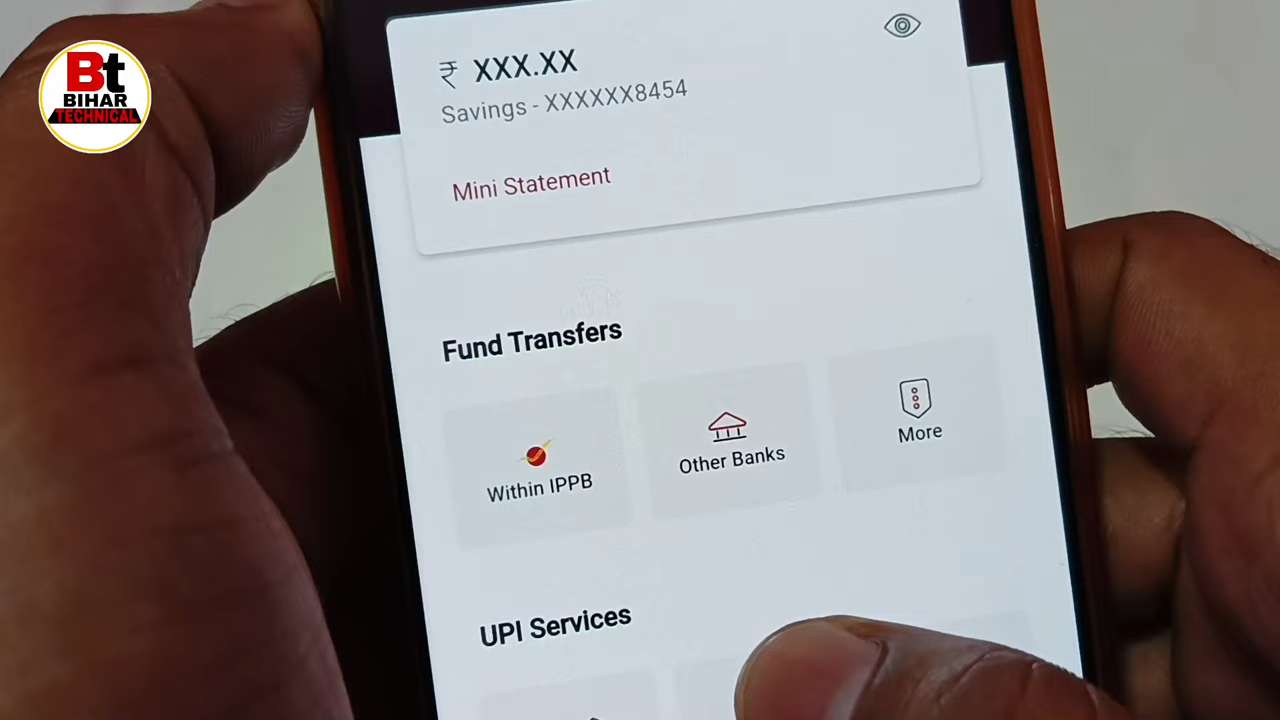 Bt
BIHAR
TECHNICAL
₹ XXX.XX
Savings - XXXXXX8454
Mini Statement
Fund Transfers
Within IPPB
Other Banks
More
UPI Services